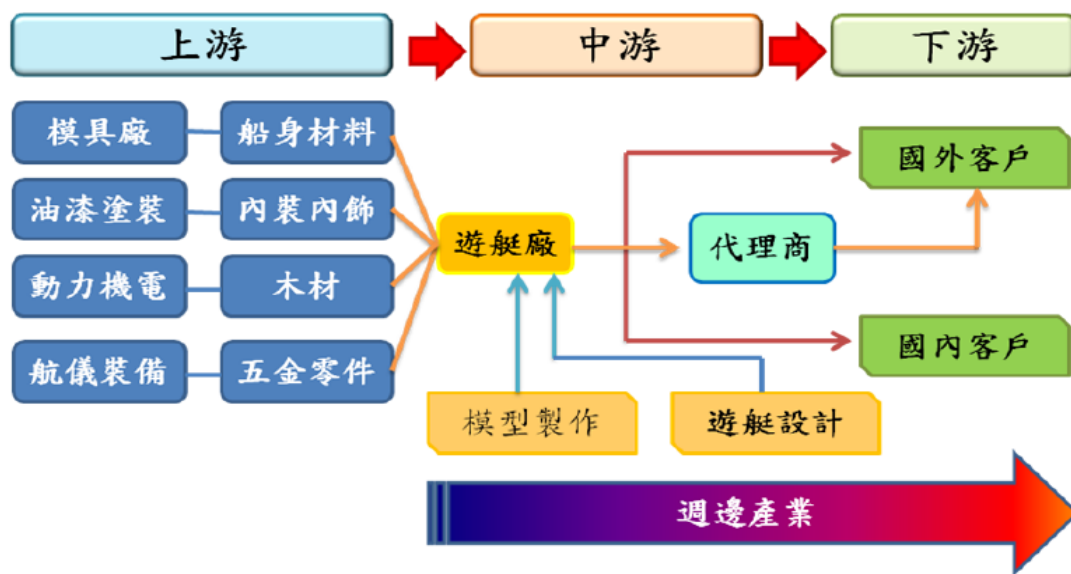 上游
中游
下游
模具廠
船身材料
油漆塗裝
內裝內飾
動力機電
木材
航儀裝備
五金零件
遊艇廠
代理商
國外客戶
國內客戶
模型製作
遊艇設計
週邊產業